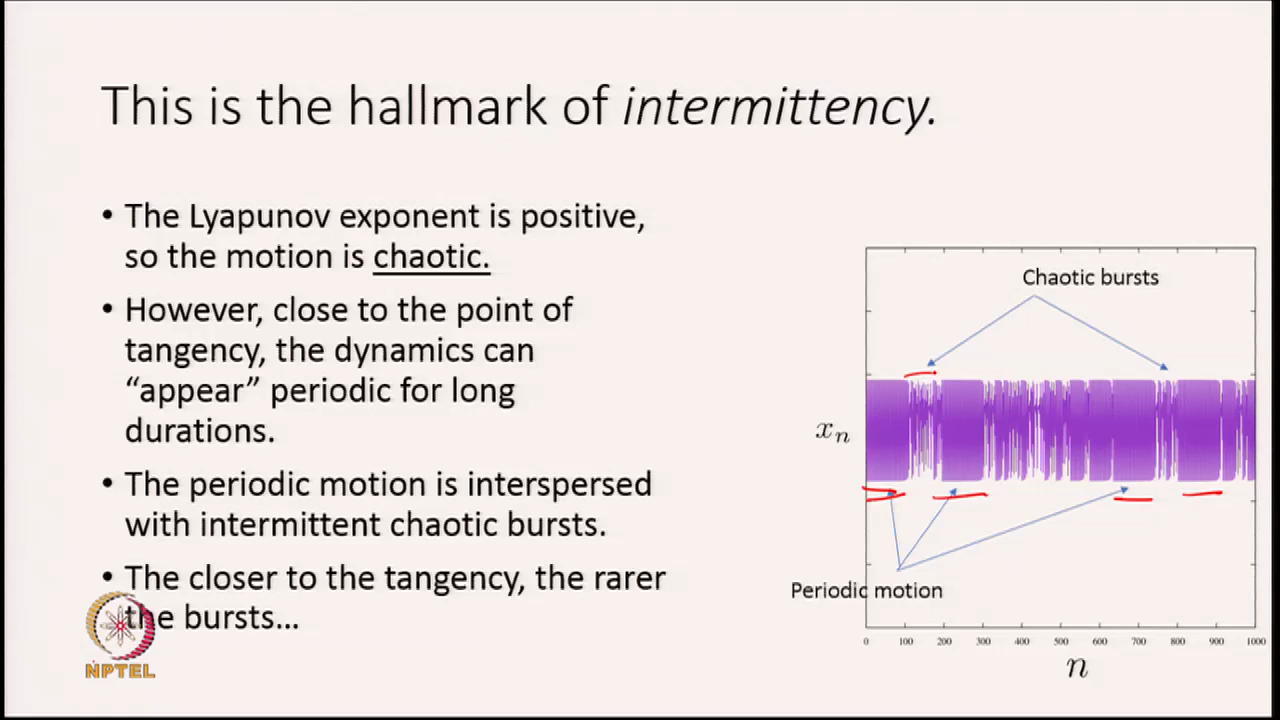 This is the hallmark of intermittency.
• The Lyapunov exponent is positive,
so the motion is chaotic.
• However, close to the point of
tangency, the dynamics can
“appear” periodic for long
durations.
• The periodic motion is interspersed
with intermittent chaotic bursts.
• The closer to the tangency, the rarer
the bursts...
NPTEL
Chaotic bursts
xₙ
Periodic motion
0 100 200 300 400 500 600 700 800 900 1000
n